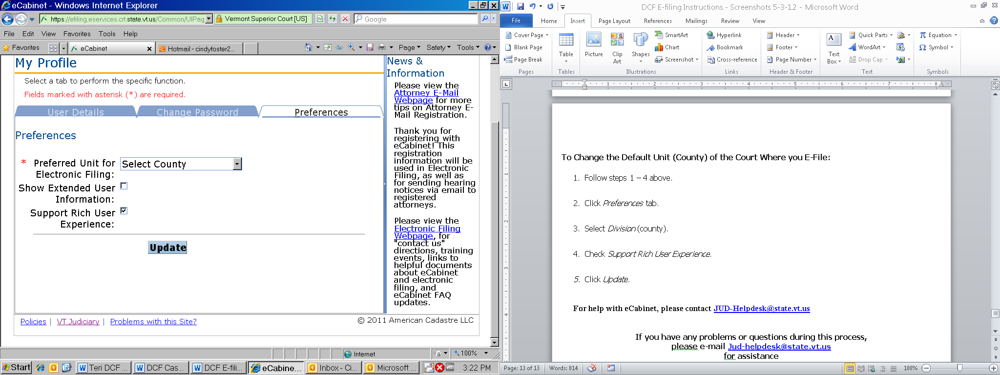 eCabinet - Windows Internet Explorer
https://efiling.eservices.crt.state.vt.us/Common/UIPag
Vermont Superior Court [US]
Google
File Edit View Favorites Tools Help
Favorites
eCabinet
Hotmail - cindyfoster2...
Page Safety Tools
My Profile
Select a tab to perform the specific function.
Fields marked with asterisk (*) are required.
User Details Change Password Preferences
Preferences
* Preferred Unit for
Electronic Filing:
Select County
Show Extended User
Information:
Support Rich User
Experience:
Update
News &
Information
Please view the
Attorney E-Mail
Webpage for more
tips on Attorney E-
Mail Registration.
Thank you for
registering with
eCabinet! This
registration
information will be
used in Electronic
Filing, as well as
for sending hearing
notices via email to
registered
attorneys.
Please view the
Electronic Filing
Webpage, for
"contact us"
directions, training
events, links to
helpful documents
about eCabinet
and electronic
filing, and
eCabinet FAQ
updates.
Policies | VT Judiciary | Problems with this Site?
© 2011 American Cadastre LLC
Internet
100%
Start
Teri DCF ...
DCF Cas...
DCF E-fili...
eCabine...
Inbox - Ci...
Microsoft ...
3:22 PM
DCF E-filing Instructions - Screenshots 5-3-12 - Microsoft Word
File Home Insert Page Layout References Mailings Review View
Cover Page
Blank Page
Page Break
Pages
Table
Tables
Picture
Clip
Art
Shapes
SmartArt
Chart
Screenshot
Illustrations
Hyperlink
Bookmark
Cross-reference
Links
Header
Footer
Page Number
Header & Footer
Text
Box
Quick Parts
WordArt
Drop Cap
Text
Equation
Symbol
Symbols
1 2 3 4 5 6 7 8
1
2
3
4
To Change the Default Unit (County) of the Court Where you E-File:
1. Follow steps 1 – 4 above.
2. Click Preferences tab.
3. Select Division (county).
4. Check Support Rich User Experience.
5. Click Update.
For help with eCabinet, please contact JUD-Helpdesk@state.vt.us
If you have any problems or questions during this process,
please e-mail Jud-helpdesk@state.vt.us
for assistance
Page: 13 of 13
Words: 814
100%